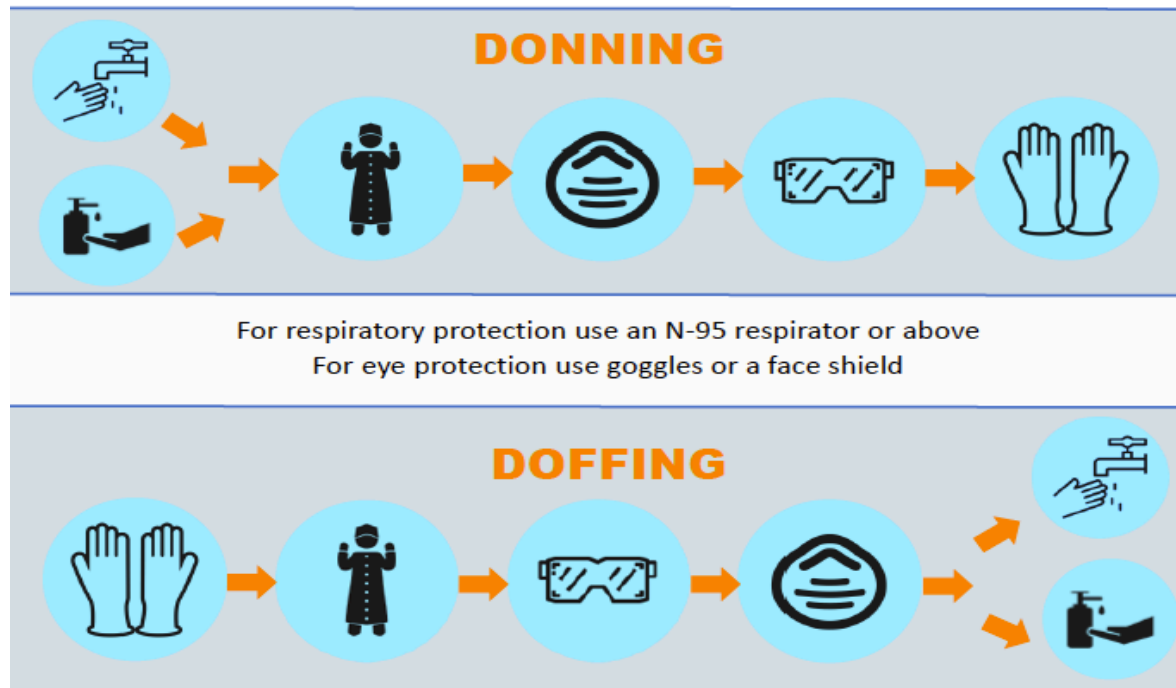 DONNING
For respiratory protection use an N-95 respirator or above
For eye protection use goggles or a face shield
DOFFING